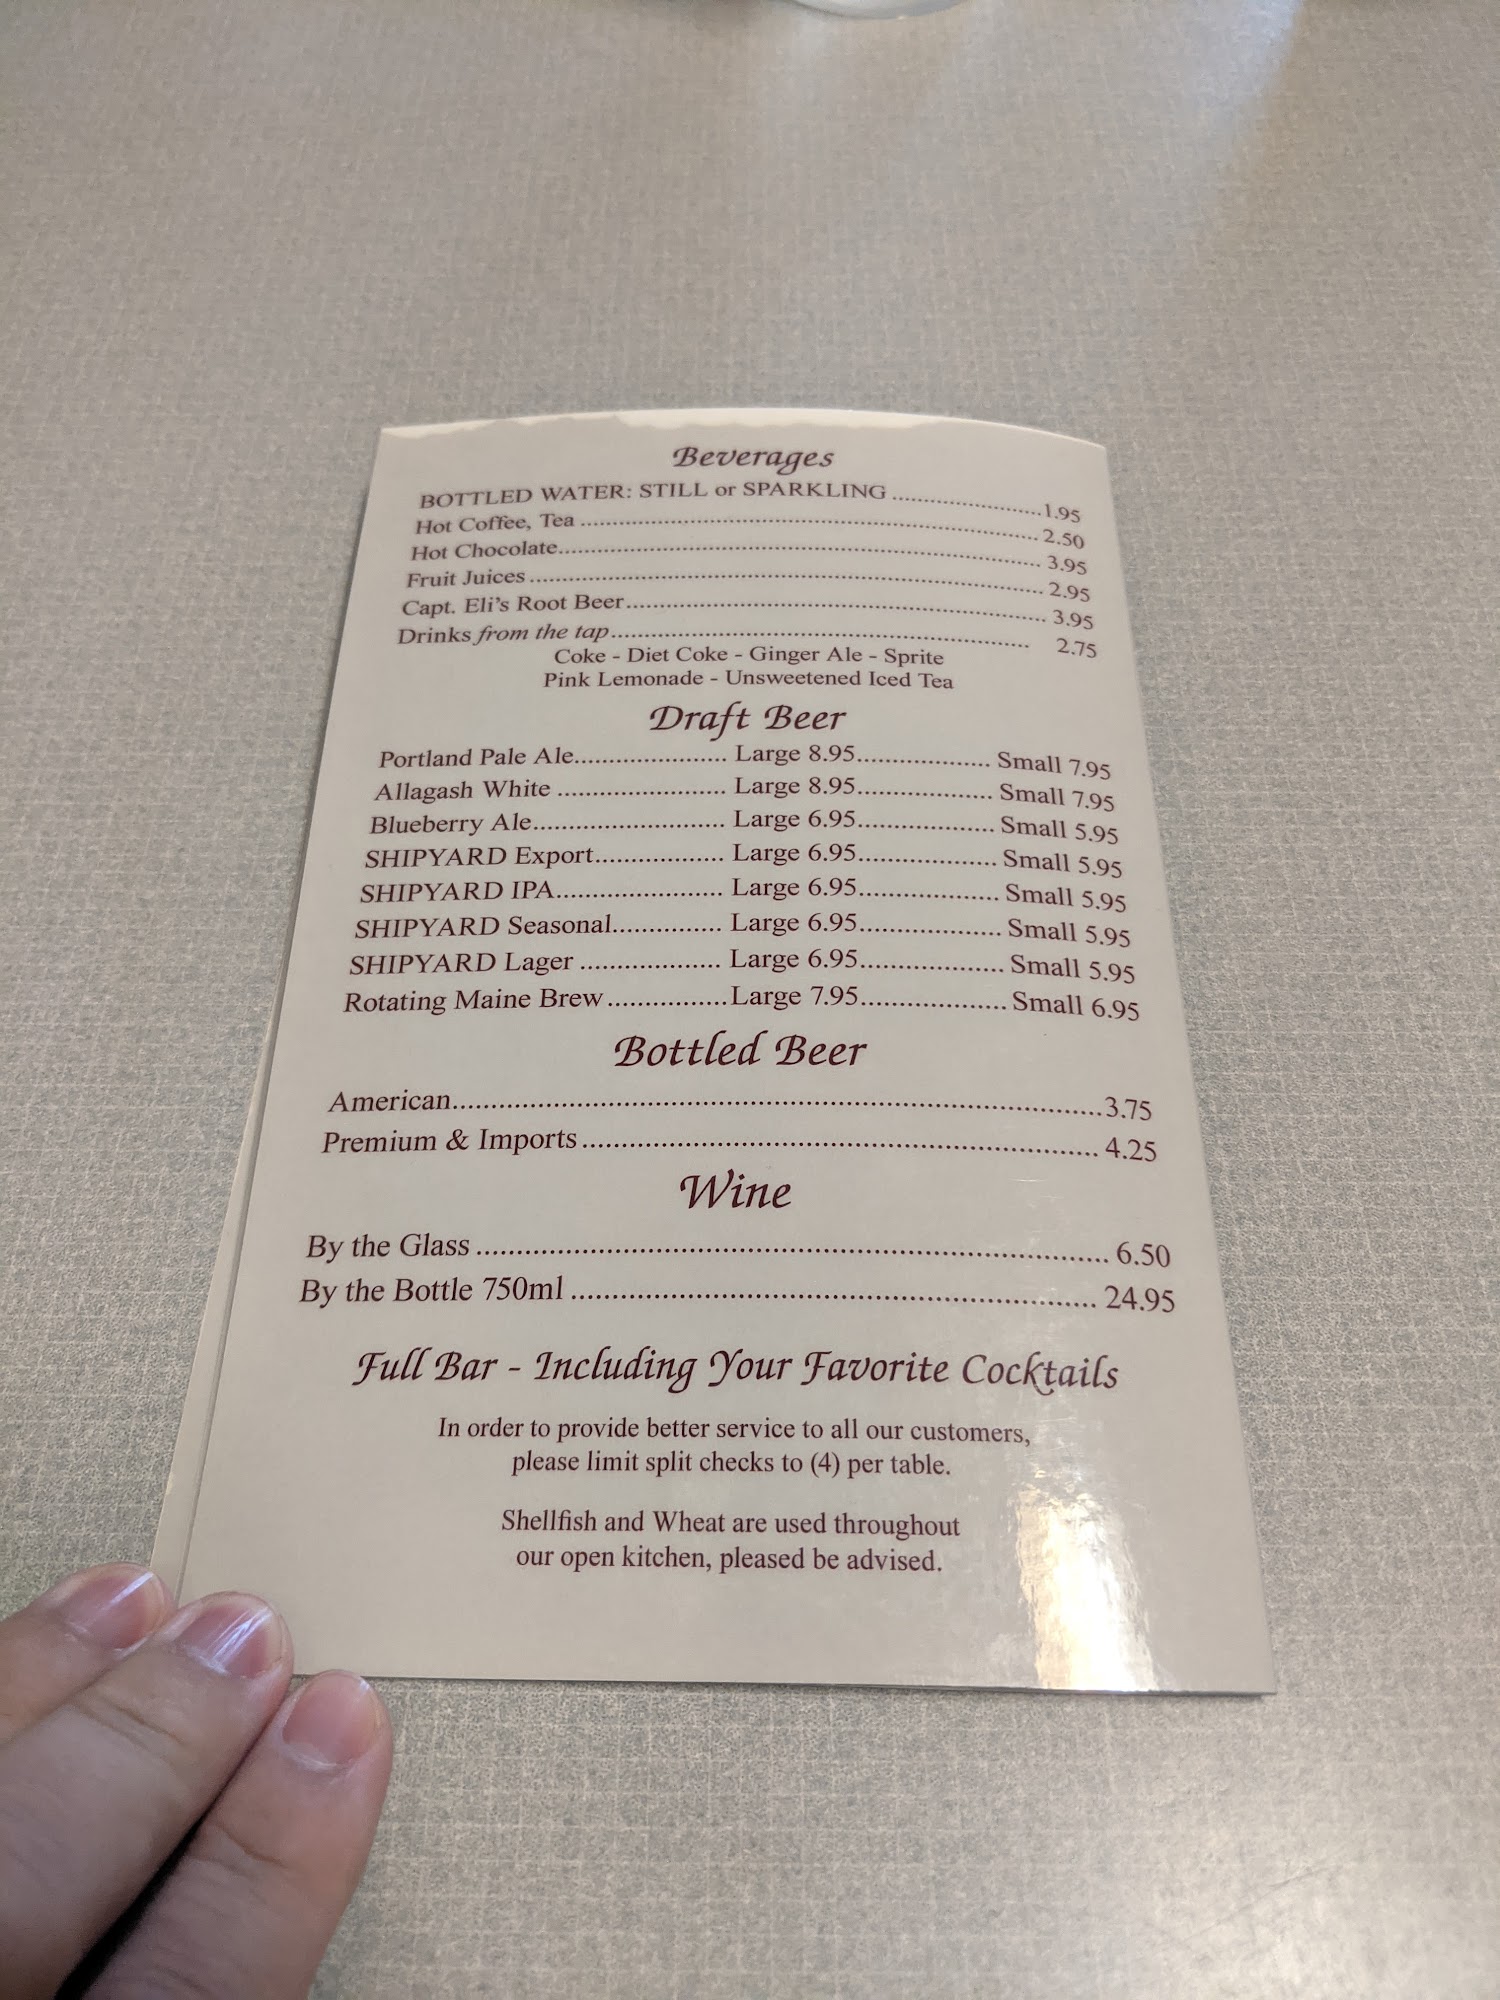 Beverages
BOTTLED WATER: STILL or SPARKLING ........................ 1.95
Hot Coffee, Tea ........................ 2.50
Hot Chocolate........................ 3.95
Fruit Juices ........................ 2.95
Capt. Eli's Root Beer........................ 3.95
Drinks from the tap........................ 2.75
Coke - Diet Coke - Ginger Ale - Sprite
Pink Lemonade - Unsweetened Iced Tea
Draft Beer
Portland Pale Ale........................ Large 8.95.................... Small 7.95
Allagash White ........................ Large 8.95.................... Small 7.95
Blueberry Ale........................ Large 6.95.................... Small 5.95
SHIPYARD Export.................... Large 6.95.................... Small 5.95
SHIPYARD IPA........................ Large 6.95.................... Small 5.95
SHIPYARD Seasonal................ Large 6.95.................... Small 5.95
SHIPYARD Lager .................... Large 6.95.................... Small 5.95
Rotating Maine Brew ................Large 7.95.................... Small 6.95
Bottled Beer
American........................3.75
Premium & Imports ........................ 4.25
Wine
By the Glass ........................ 6.50
By the Bottle 750ml ........................ 24.95
Full Bar - Including Your Favorite Cocktails
In order to provide better service to all our customers,
please limit split checks to (4) per table.
Shellfish and Wheat are used throughout
our open kitchen, pleased be advised.